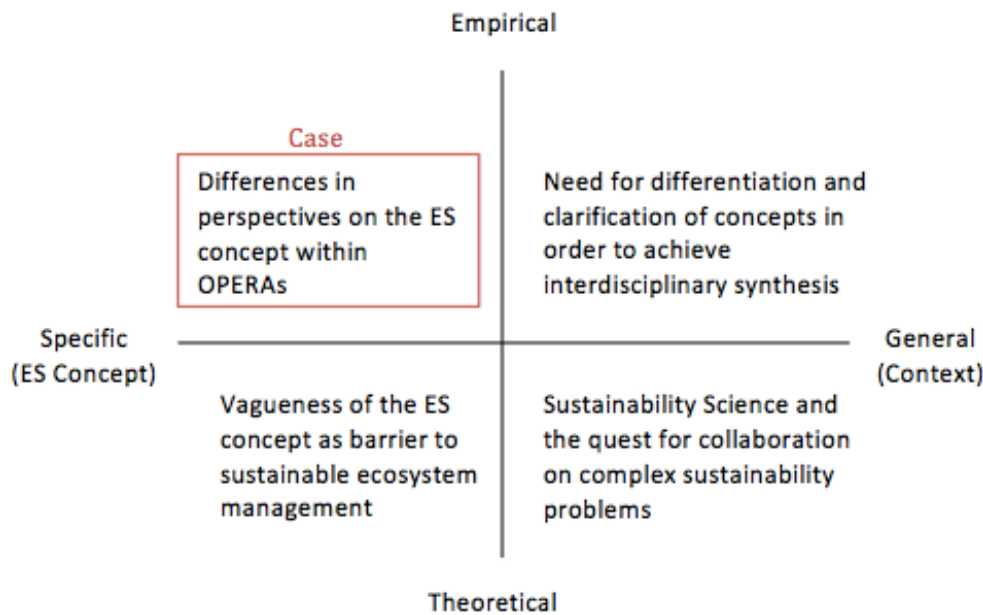 Empirical
Case
Differences in
perspectives on the ES
concept within
OPERAs
Need for differentiation and
clarification of concepts in
order to achieve
interdisciplinary synthesis
Specific
(ES Concept)
General
(Context)
Vagueness of the ES
concept as barrier to
sustainable ecosystem
management
Sustainability Science and
the quest for collaboration
on complex sustainability
problems
Theoretical